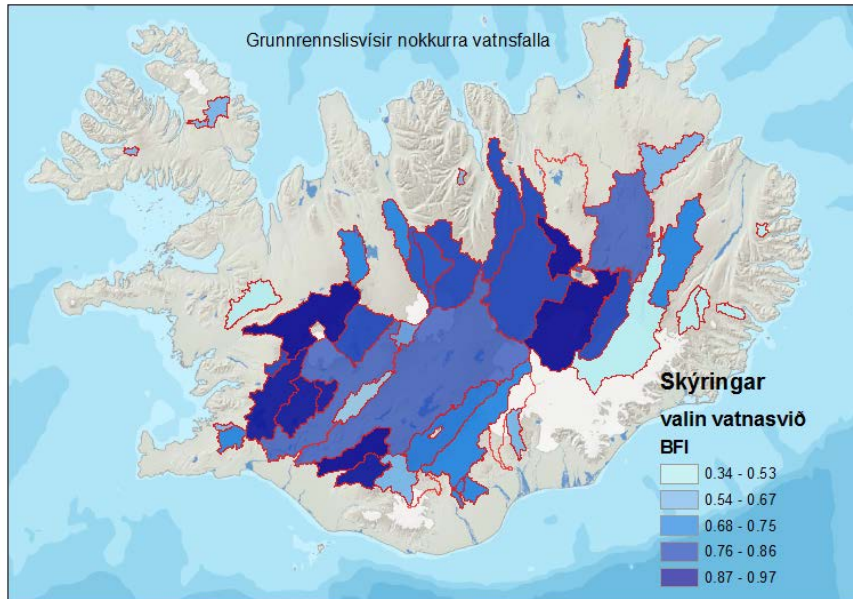 Grunnrennslisvísir nokkurra vatnsfalla
Skýringar
valin vatnasvið
BFI
0.34 - 0.53
0.54 - 0.67
0.68 - 0.75
0.76 - 0.86
0.87 - 0.97